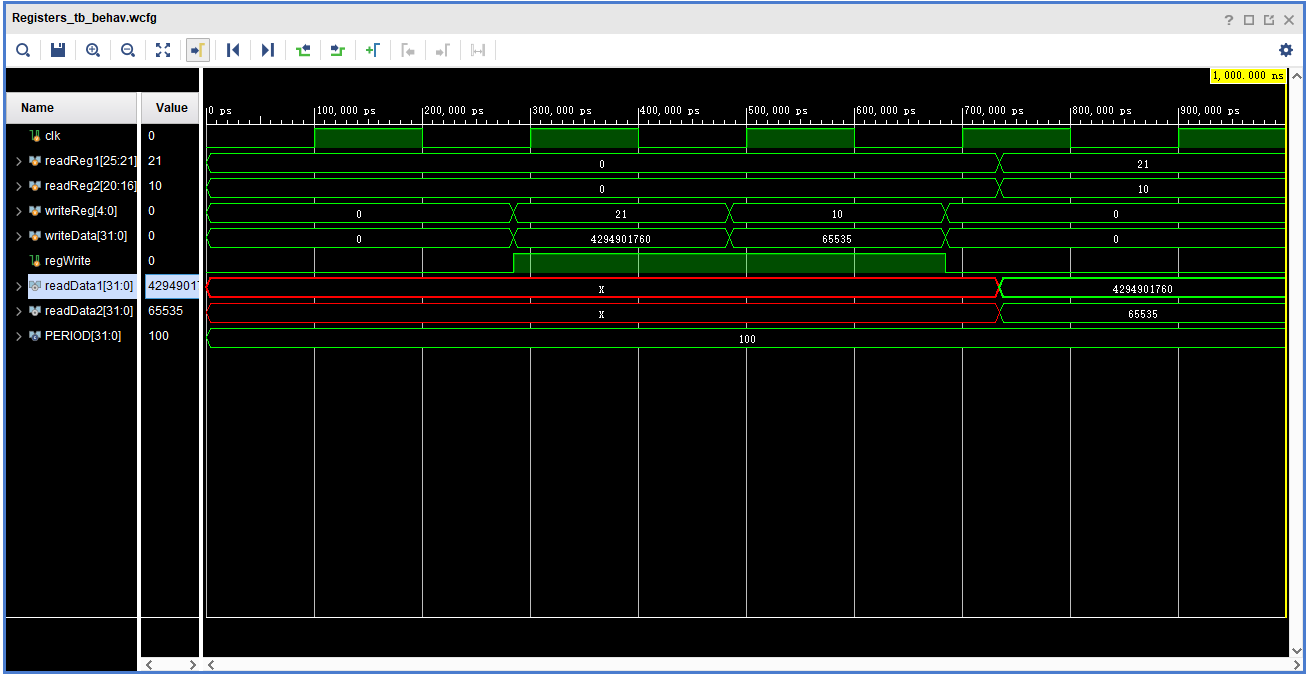 Registers_tb_behav.wcfg
1,000.000 ns
Name Value
0 ps 100,000 ps 200,000 ps 300,000 ps 400,000 ps 500,000 ps 600,000 ps 700,000 ps 800,000 ps 900,000 ps
clk 0
readReg1[25:21] 21 0 21
readReg2[20:16] 10 0 10
writeReg[4:0] 0 0 21 10 0
writeData[31:0] 0 0 4294901760 65535 0
regWrite 0
readData1[31:0] 4294901 X 4294901760
readData2[31:0] 65535 X 65535
PERIOD[31:0] 100 100